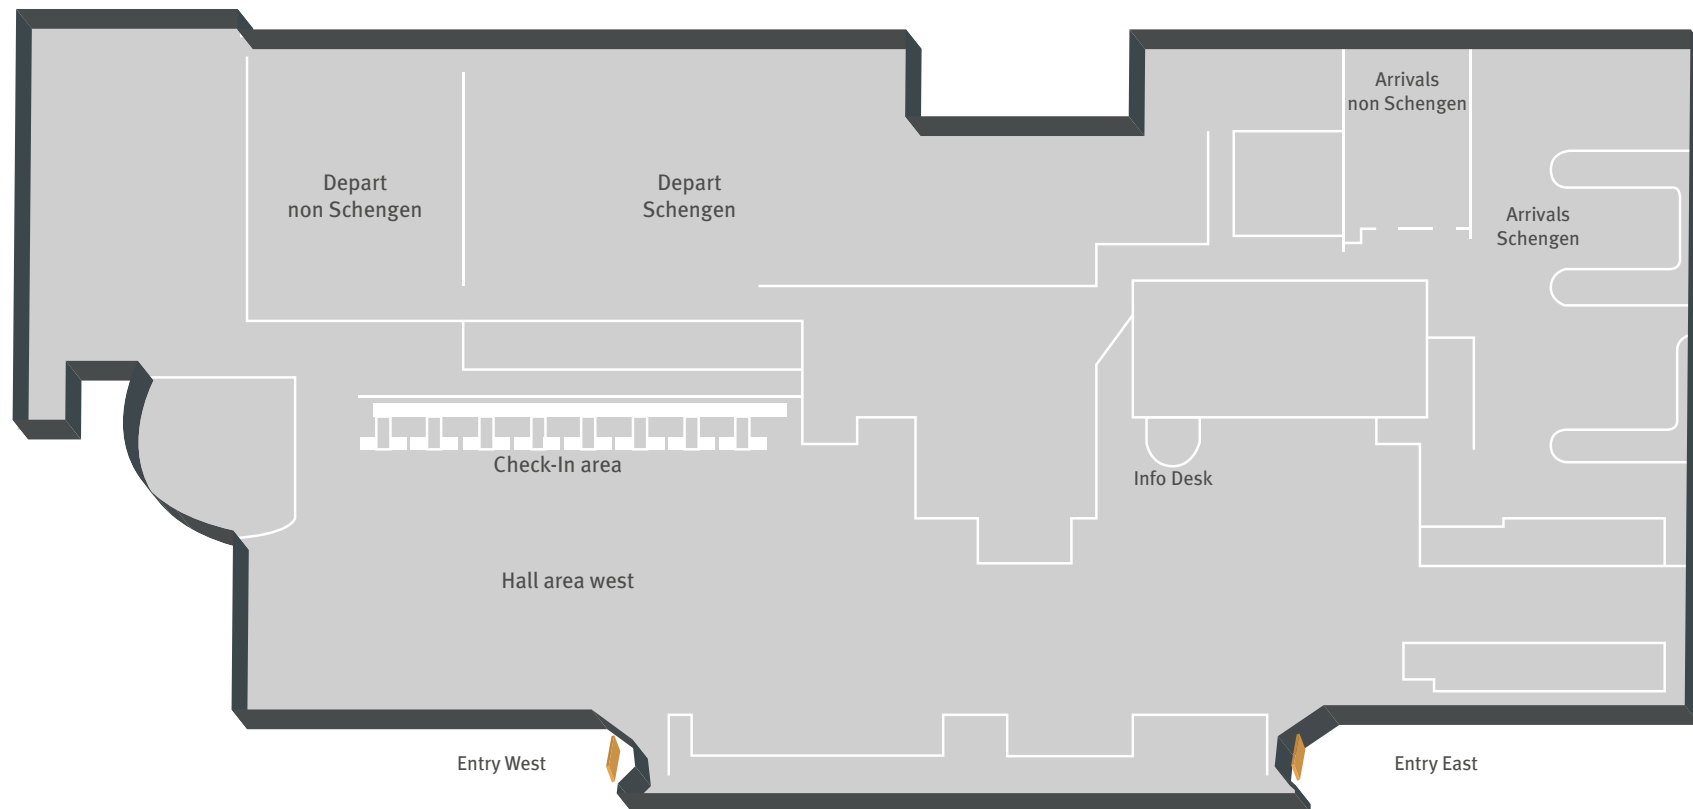 Arrivals
non Schengen
Depart
non Schengen
Depart
Schengen
Arrivals
Schengen
Check-In area
Info Desk
Hall area west
Entry West
Entry East